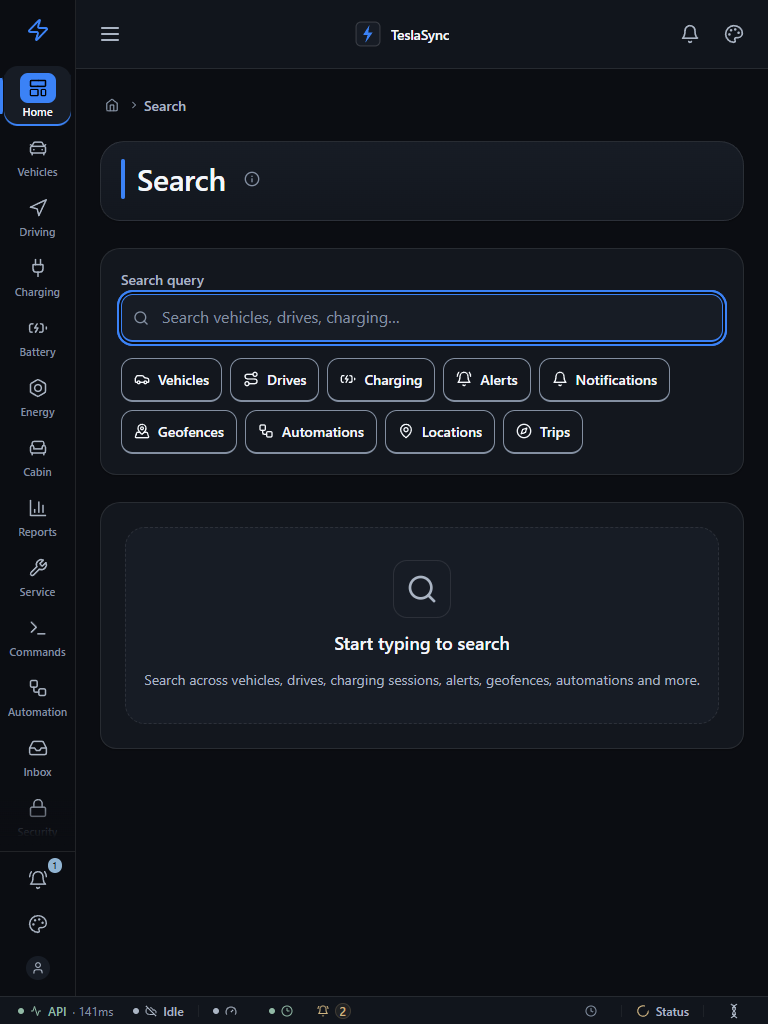 TeslaSync
Home
Vehicles
Driving
Charging
Battery
Energy
Cabin
Reports
Service
Commands
Automation
Inbox
Security
1
Search
Search
Search query
Search vehicles, drives, charging...
Vehicles Drives Charging Alerts Notifications
Geofences Automations Locations Trips
Start typing to search
Search across vehicles, drives, charging sessions, alerts, geofences, automations and more.
API · 141ms Idle 2 Status